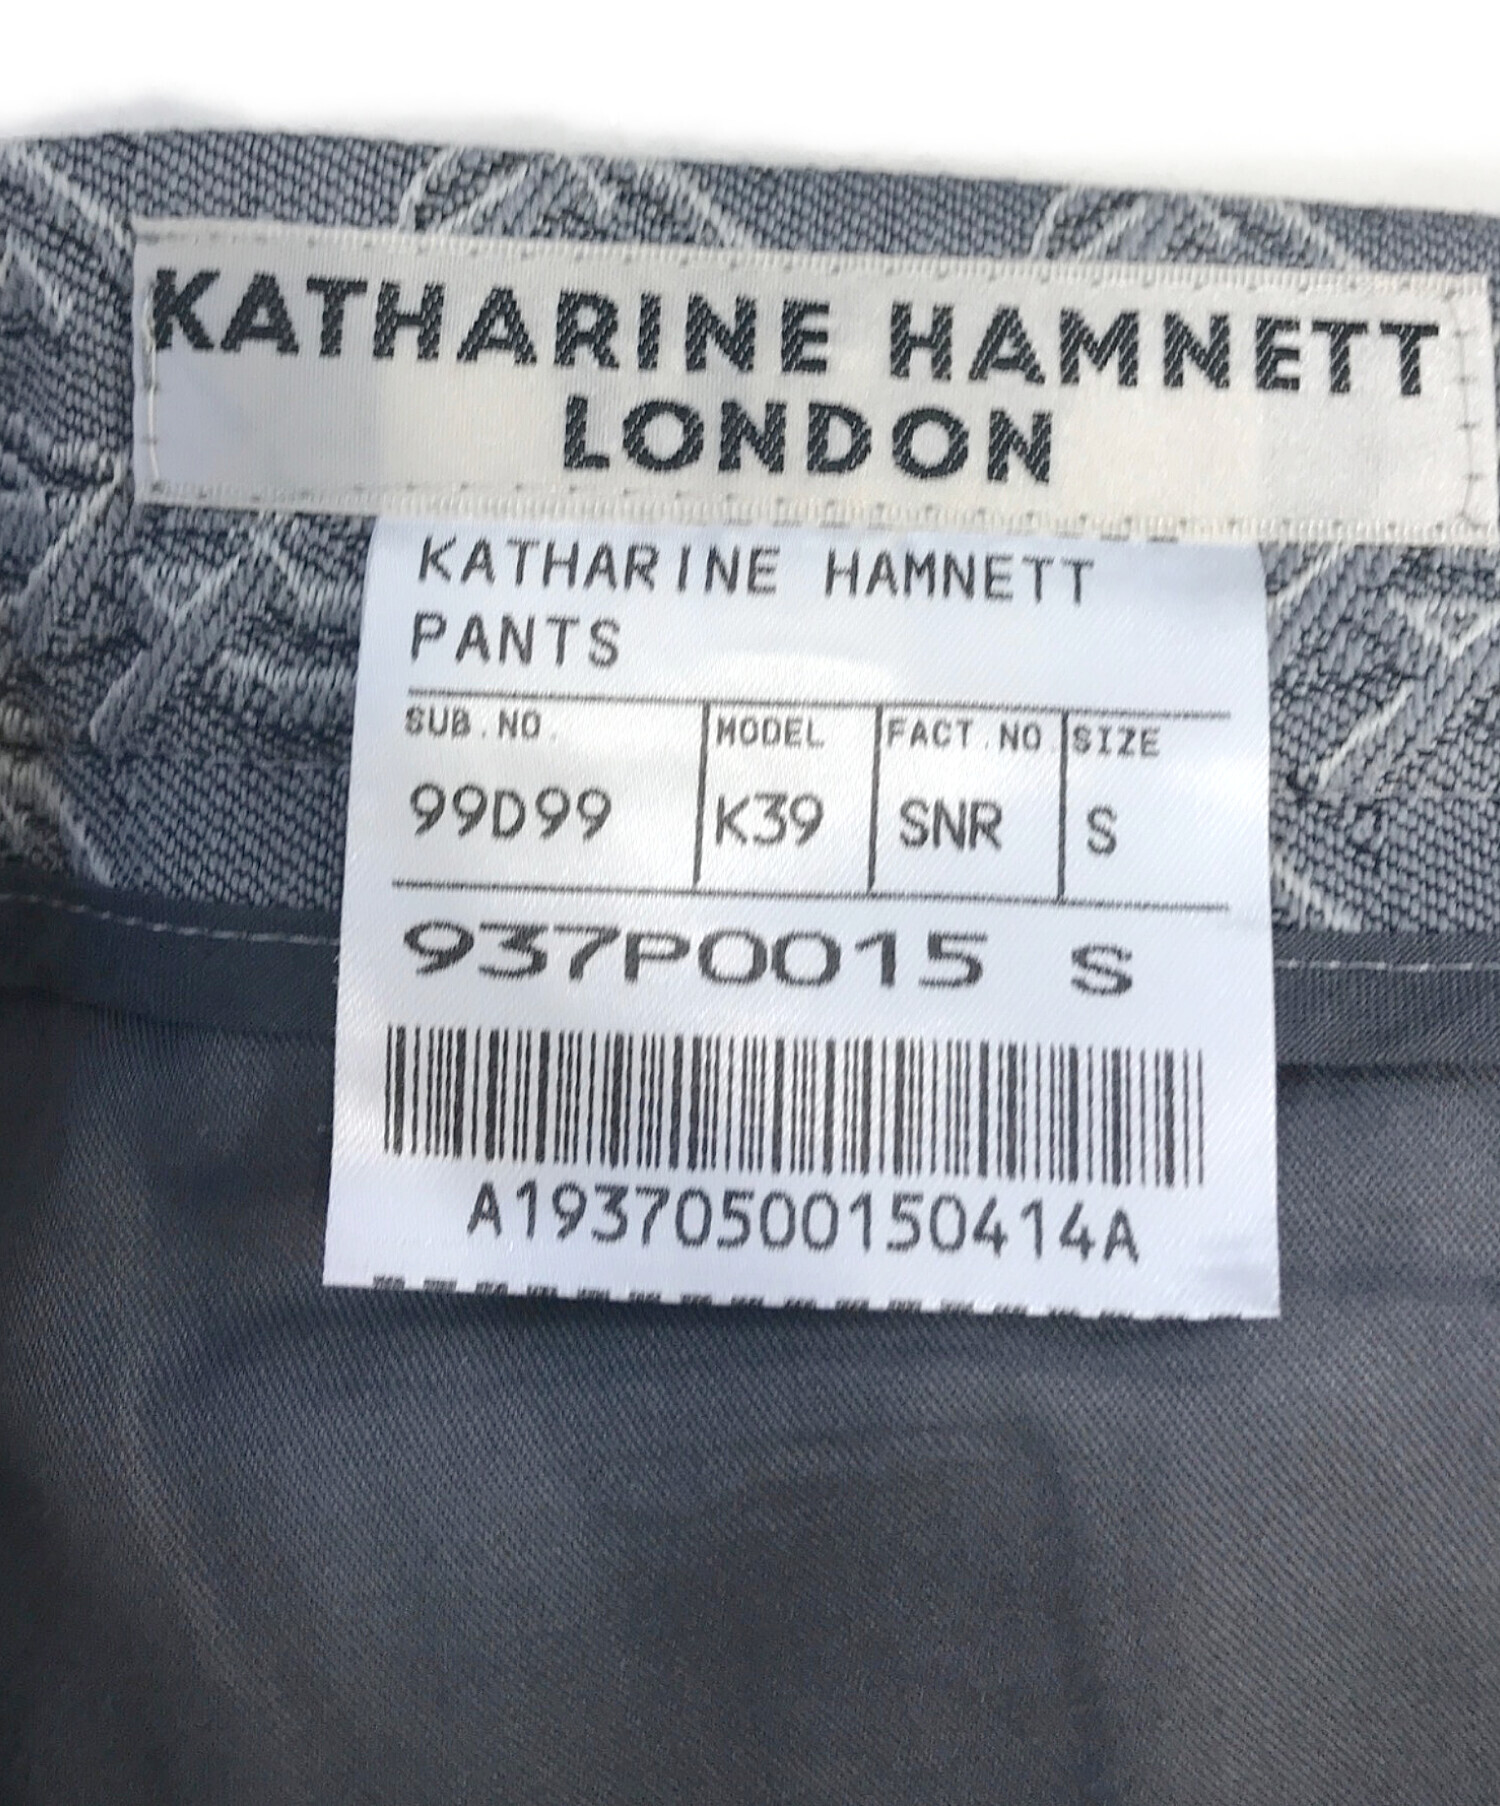 KATHARINE HAMNETT
LONDON
KATHARINE HAMNETT
PANTS
SUB.NO. MODEL FACT.NO. SIZE
99D99 K39 SNR S
937P0015 S
A19370500150414A